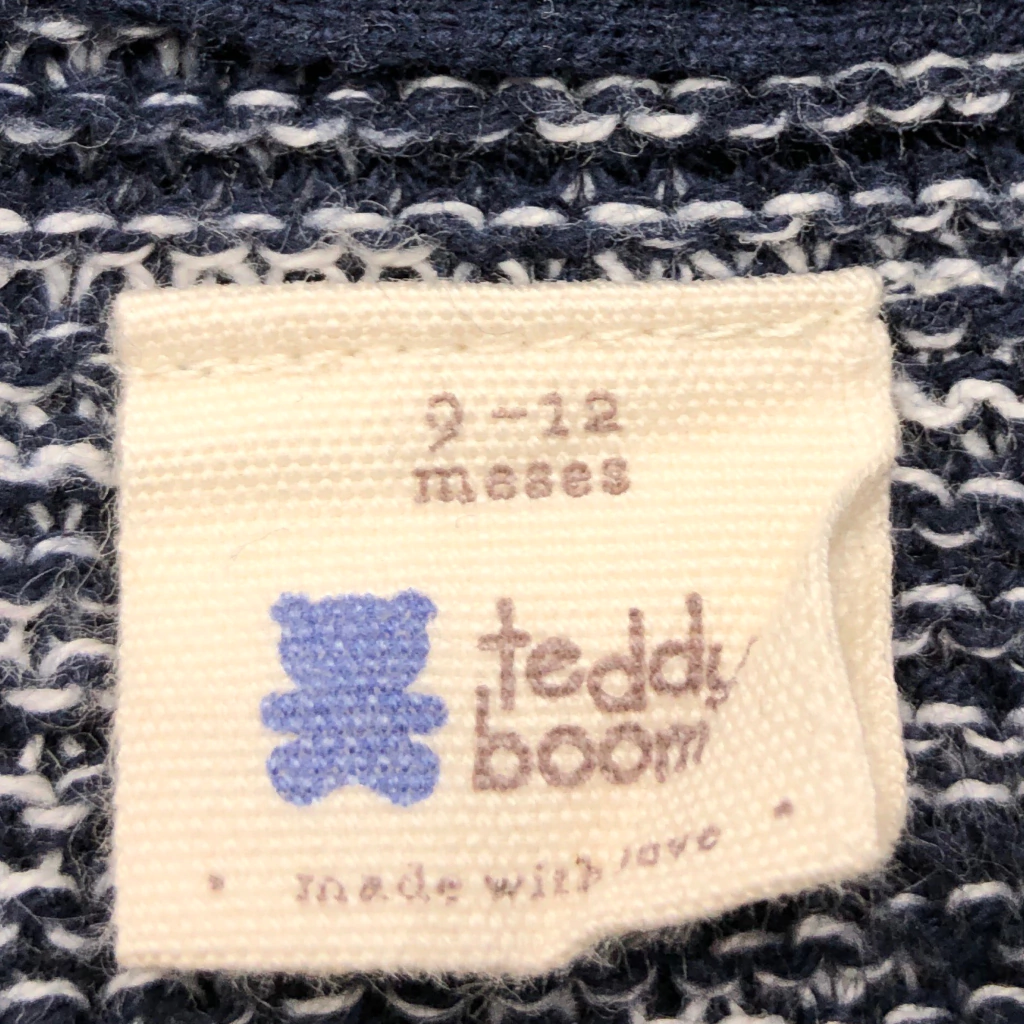 9-12
meses
teddy
boom
• made with love •